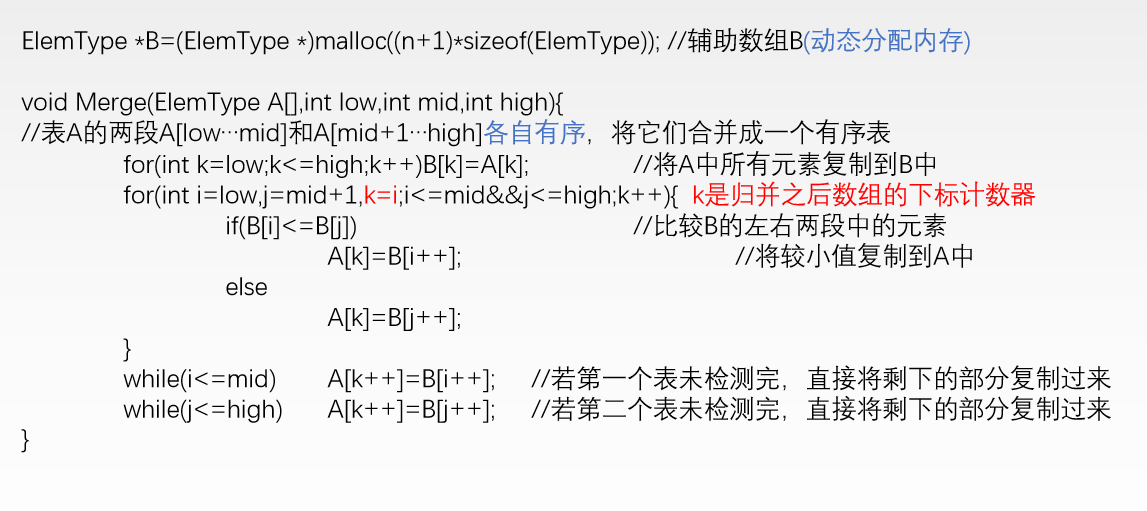 ElemType *B=(ElemType *)malloc((n+1)*sizeof(ElemType)); //辅助数组B(动态分配内存)
void Merge(ElemType A[],int low,int mid,int high){
//表A的两段A[low…mid]和A[mid+1…high]各自有序，将它们合并成一个有序表
for(int k=low;k<=high;k++)B[k]=A[k]; //将A中所有元素复制到B中
for(int i=low,j=mid+1,k=i;i<=mid&&j<=high;k++){ k是归并之后数组的下标计数器
if(B[i]<=B[j]) //比较B的左右两段中的元素
A[k]=B[i++]; //将较小值复制到A中
else
A[k]=B[j++];
}
while(i<=mid) A[k++]=B[i++]; //若第一个表未检测完，直接将剩下的部分复制过来
while(j<=high) A[k++]=B[j++]; //若第二个表未检测完，直接将剩下的部分复制过来
}